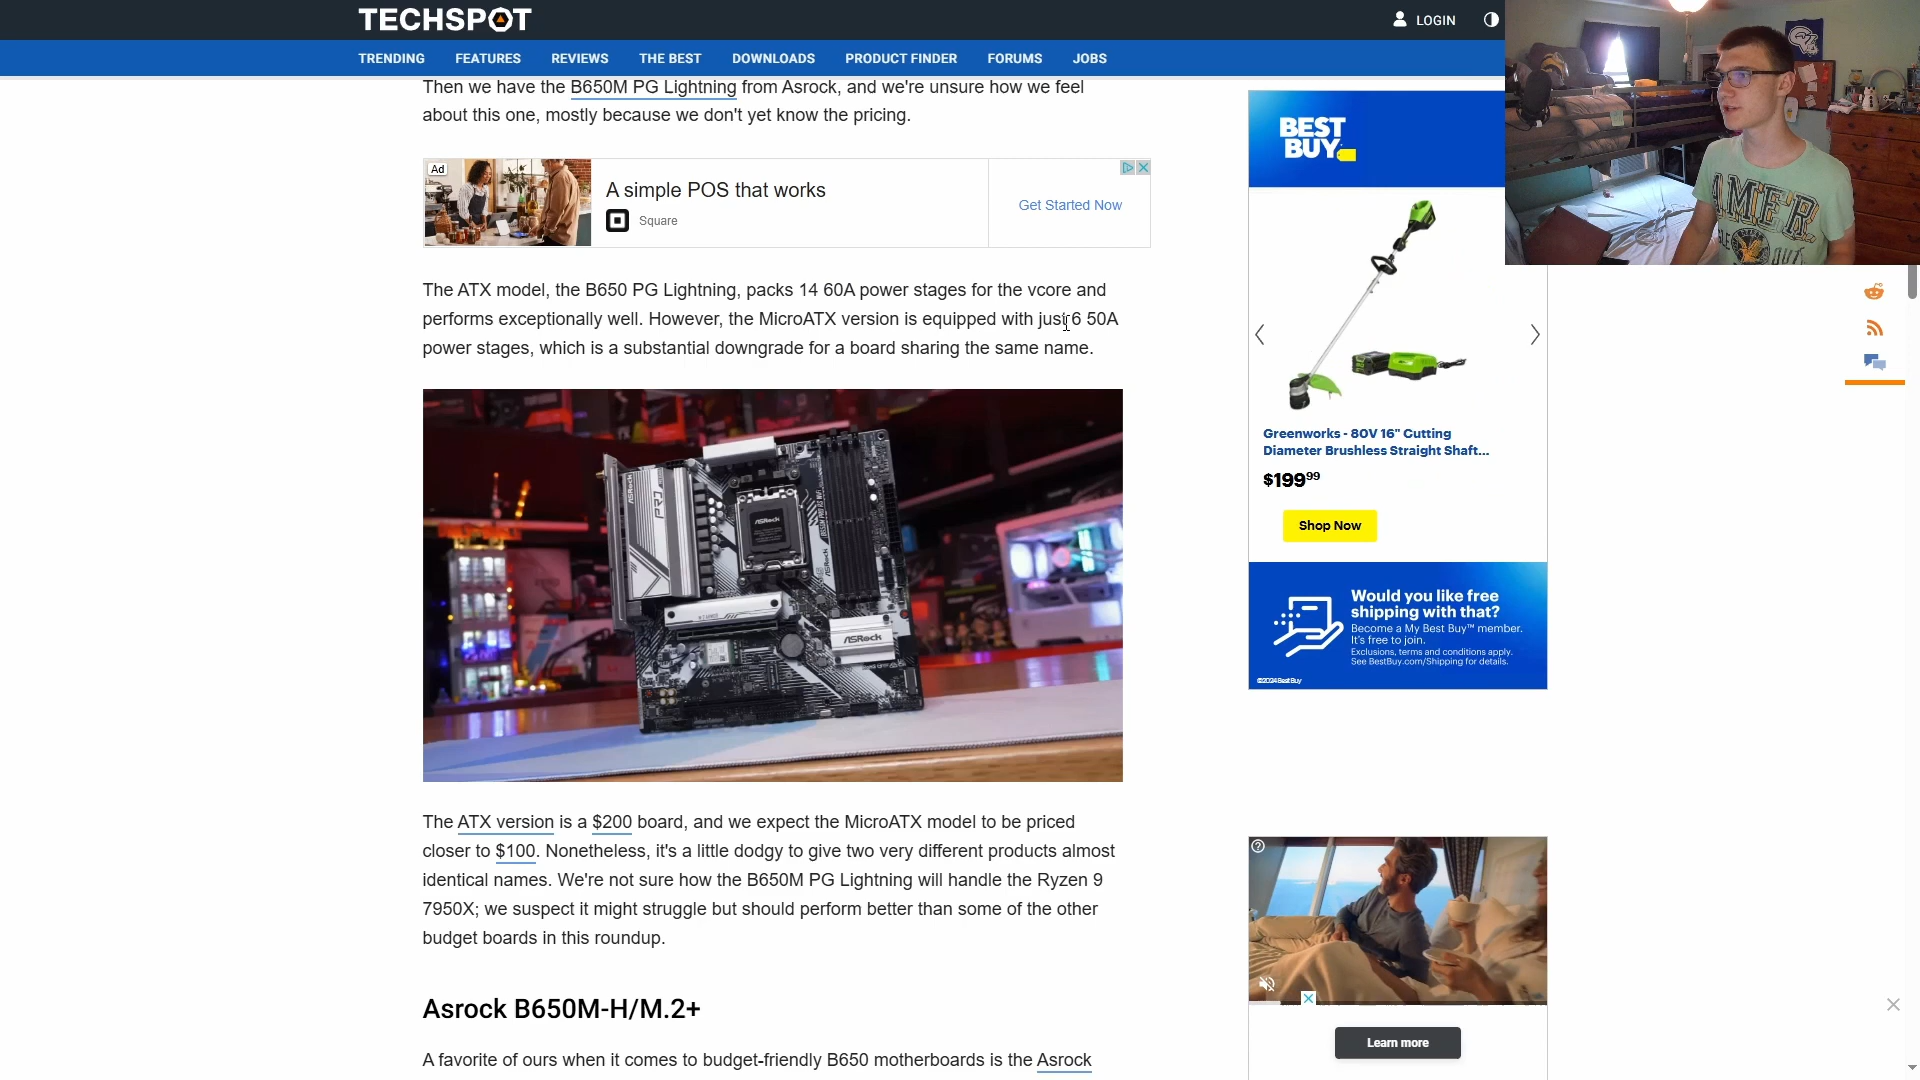 TECHSPOT
LOGIN
TRENDING FEATURES REVIEWS THE BEST DOWNLOADS PRODUCT FINDER FORUMS JOBS
Then we have the B650M PG Lightning from Asrock, and we're unsure how we feel
about this one, mostly because we don't yet know the pricing.
Ad
A simple POS that works
Square
Get Started Now
The ATX model, the B650 PG Lightning, packs 14 60A power stages for the vcore and
performs exceptionally well. However, the MicroATX version is equipped with just 6 50A
power stages, which is a substantial downgrade for a board sharing the same name.
ASRock
ASRock
The ATX version is a $200 board, and we expect the MicroATX model to be priced
closer to $100. Nonetheless, it's a little dodgy to give two very different products almost
identical names. We're not sure how the B650M PG Lightning will handle the Ryzen 9
7950X; we suspect it might struggle but should perform better than some of the other
budget boards in this roundup.
Asrock B650M-H/M.2+
A favorite of ours when it comes to budget-friendly B650 motherboards is the Asrock
BEST
BUY
Greenworks - 80V 16" Cutting
Diameter Brushless Straight Shaft...
$199⁹⁹
Shop Now
Would you like free
shipping with that?
Become a My Best Buy™ member.
It's free to join.
Exclusions, terms and conditions apply.
See BestBuy.com/Shipping for details.
©2024 Best Buy
Learn more